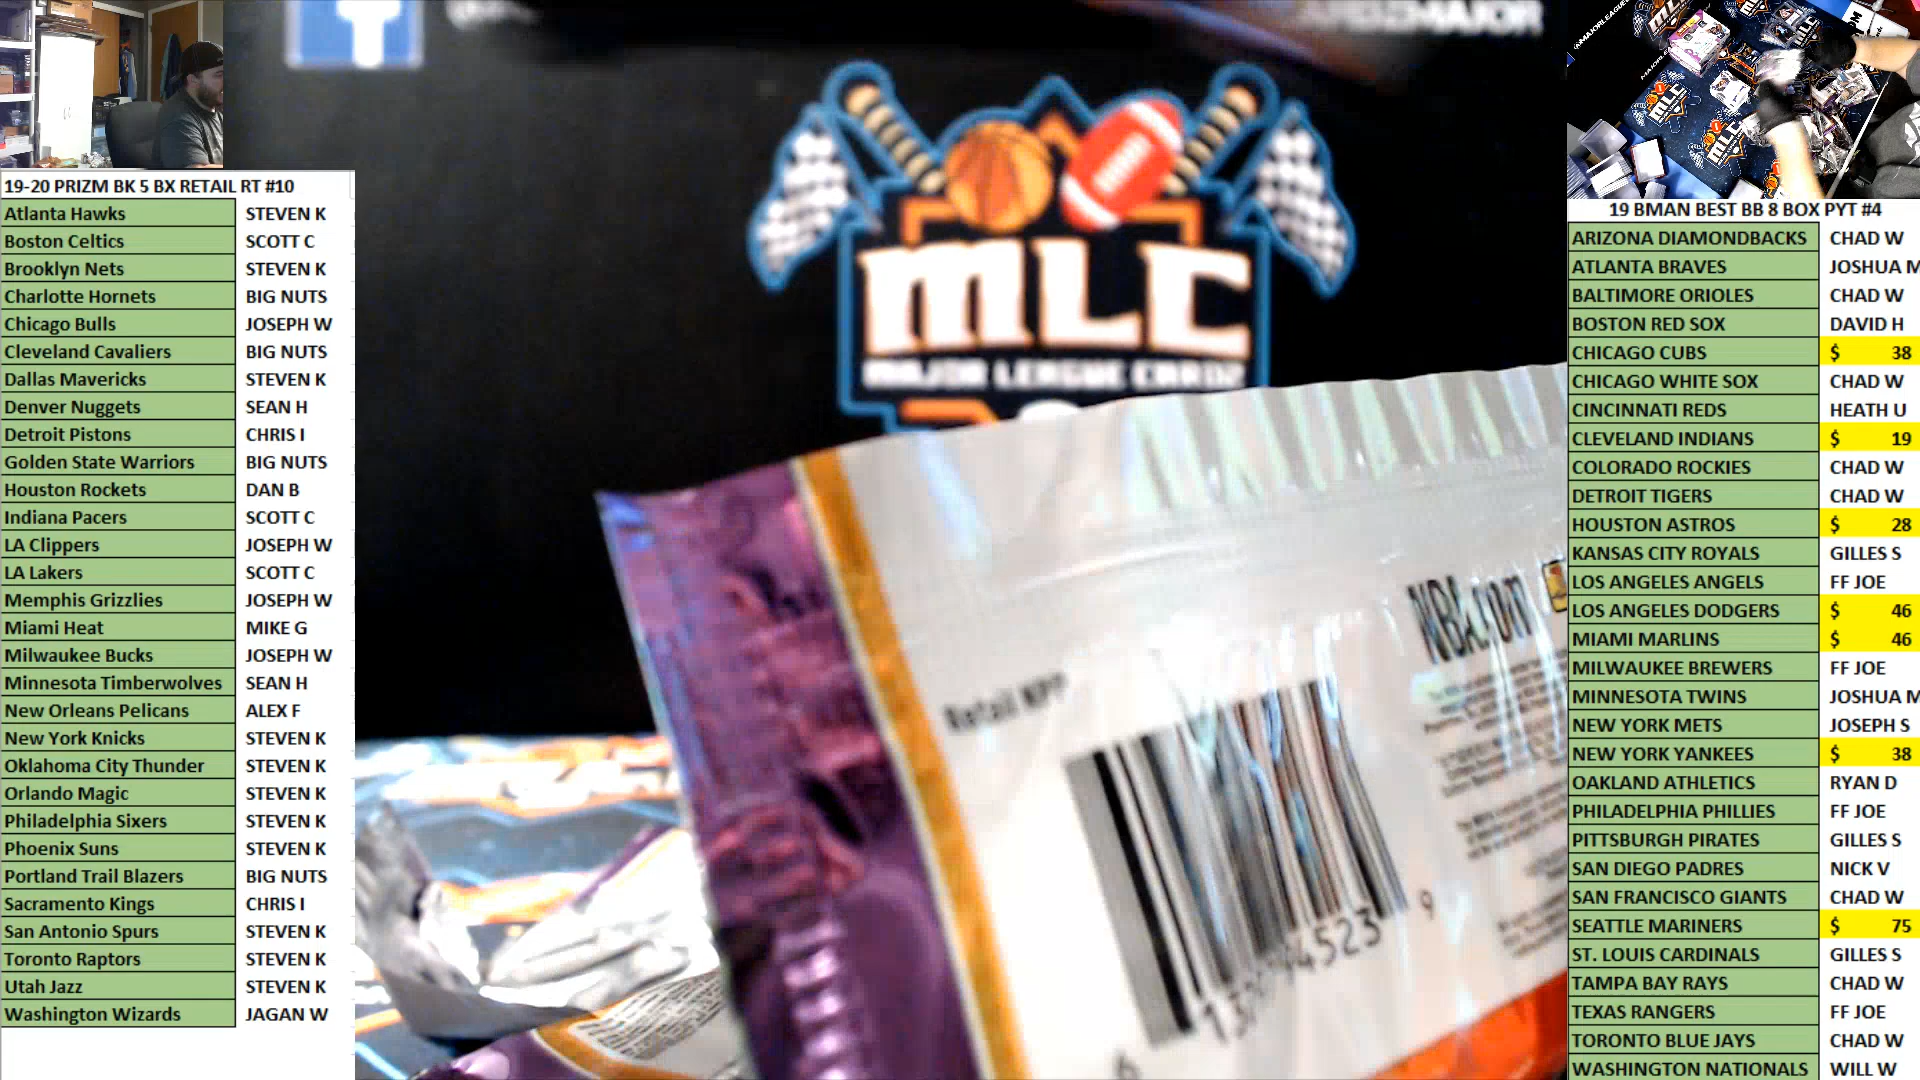 19-20 PRIZM BK 5 BX RETAIL RT #10
Atlanta Hawks STEVEN K
Boston Celtics SCOTT C
Brooklyn Nets STEVEN K
Charlotte Hornets BIG NUTS
Chicago Bulls JOSEPH W
Cleveland Cavaliers BIG NUTS
Dallas Mavericks STEVEN K
Denver Nuggets SEAN H
Detroit Pistons CHRIS I
Golden State Warriors BIG NUTS
Houston Rockets DAN B
Indiana Pacers SCOTT C
LA Clippers JOSEPH W
LA Lakers SCOTT C
Memphis Grizzlies JOSEPH W
Miami Heat MIKE G
Milwaukee Bucks JOSEPH W
Minnesota Timberwolves SEAN H
New Orleans Pelicans ALEX F
New York Knicks STEVEN K
Oklahoma City Thunder STEVEN K
Orlando Magic STEVEN K
Philadelphia Sixers STEVEN K
Phoenix Suns STEVEN K
Portland Trail Blazers BIG NUTS
Sacramento Kings CHRIS I
San Antonio Spurs STEVEN K
Toronto Raptors STEVEN K
Utah Jazz STEVEN K
Washington Wizards JAGAN W
MLC
MAJOR LEAGUE CARDZ
NBA.com
Retail
19 BMAN BEST BB 8 BOX PYT #4
ARIZONA DIAMONDBACKS CHAD W
ATLANTA BRAVES JOSHUA M
BALTIMORE ORIOLES CHAD W
BOSTON RED SOX DAVID H
CHICAGO CUBS $ 38
CHICAGO WHITE SOX CHAD W
CINCINNATI REDS HEATH U
CLEVELAND INDIANS $ 19
COLORADO ROCKIES CHAD W
DETROIT TIGERS CHAD W
HOUSTON ASTROS $ 28
KANSAS CITY ROYALS GILLES S
LOS ANGELES ANGELS FF JOE
LOS ANGELES DODGERS $ 46
MIAMI MARLINS $ 46
MILWAUKEE BREWERS FF JOE
MINNESOTA TWINS JOSHUA M
NEW YORK METS JOSEPH S
NEW YORK YANKEES $ 38
OAKLAND ATHLETICS RYAN D
PHILADELPHIA PHILLIES FF JOE
PITTSBURGH PIRATES GILLES S
SAN DIEGO PADRES NICK V
SAN FRANCISCO GIANTS CHAD W
SEATTLE MARINERS $ 75
ST. LOUIS CARDINALS GILLES S
TAMPA BAY RAYS CHAD W
TEXAS RANGERS FF JOE
TORONTO BLUE JAYS CHAD W
WASHINGTON NATIONALS WILL W